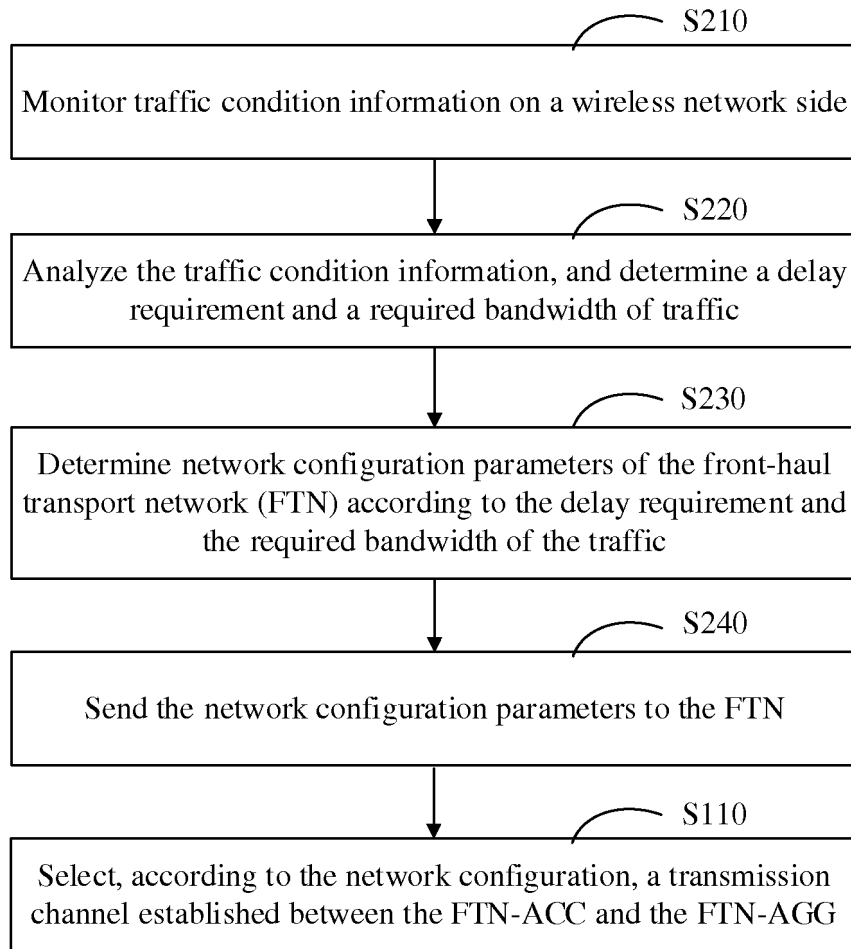 S210
Monitor traffic condition information on a wireless network side
S220
Analyze the traffic condition information, and determine a delay
requirement and a required bandwidth of traffic
S230
Determine network configuration parameters of the front-haul
transport network (FTN) according to the delay requirement and
the required bandwidth of the traffic
S240
Send the network configuration parameters to the FTN
S110
Select, according to the network configuration, a transmission
channel established between the FTN-ACC and the FTN-AGG